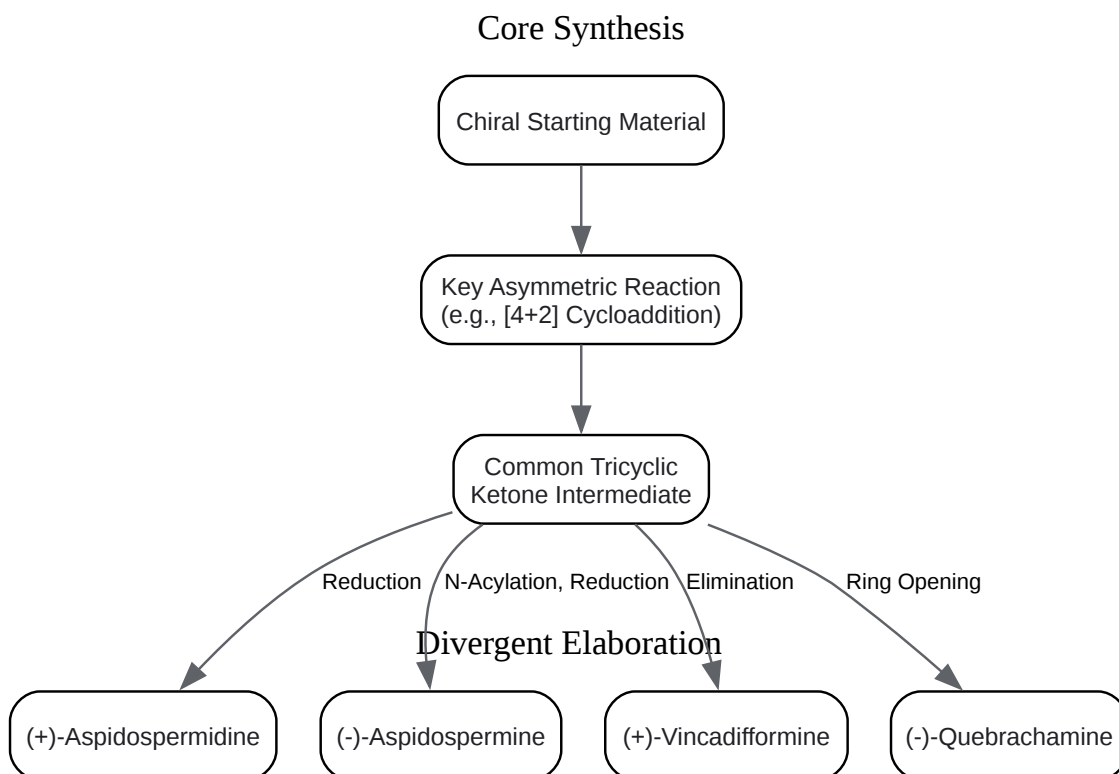 Core Synthesis
Chiral Starting Material
Key Asymmetric Reaction
(e.g., [4+2] Cycloaddition)
Common Tricyclic
Ketone Intermediate
Reduction
N-Acylation, Reduction
Elimination
Ring Opening
Divergent Elaboration
(+)-Aspidospermidine
(-)-Aspidospermine
(+)-Vincadifformine
(-)-Quebrachamine